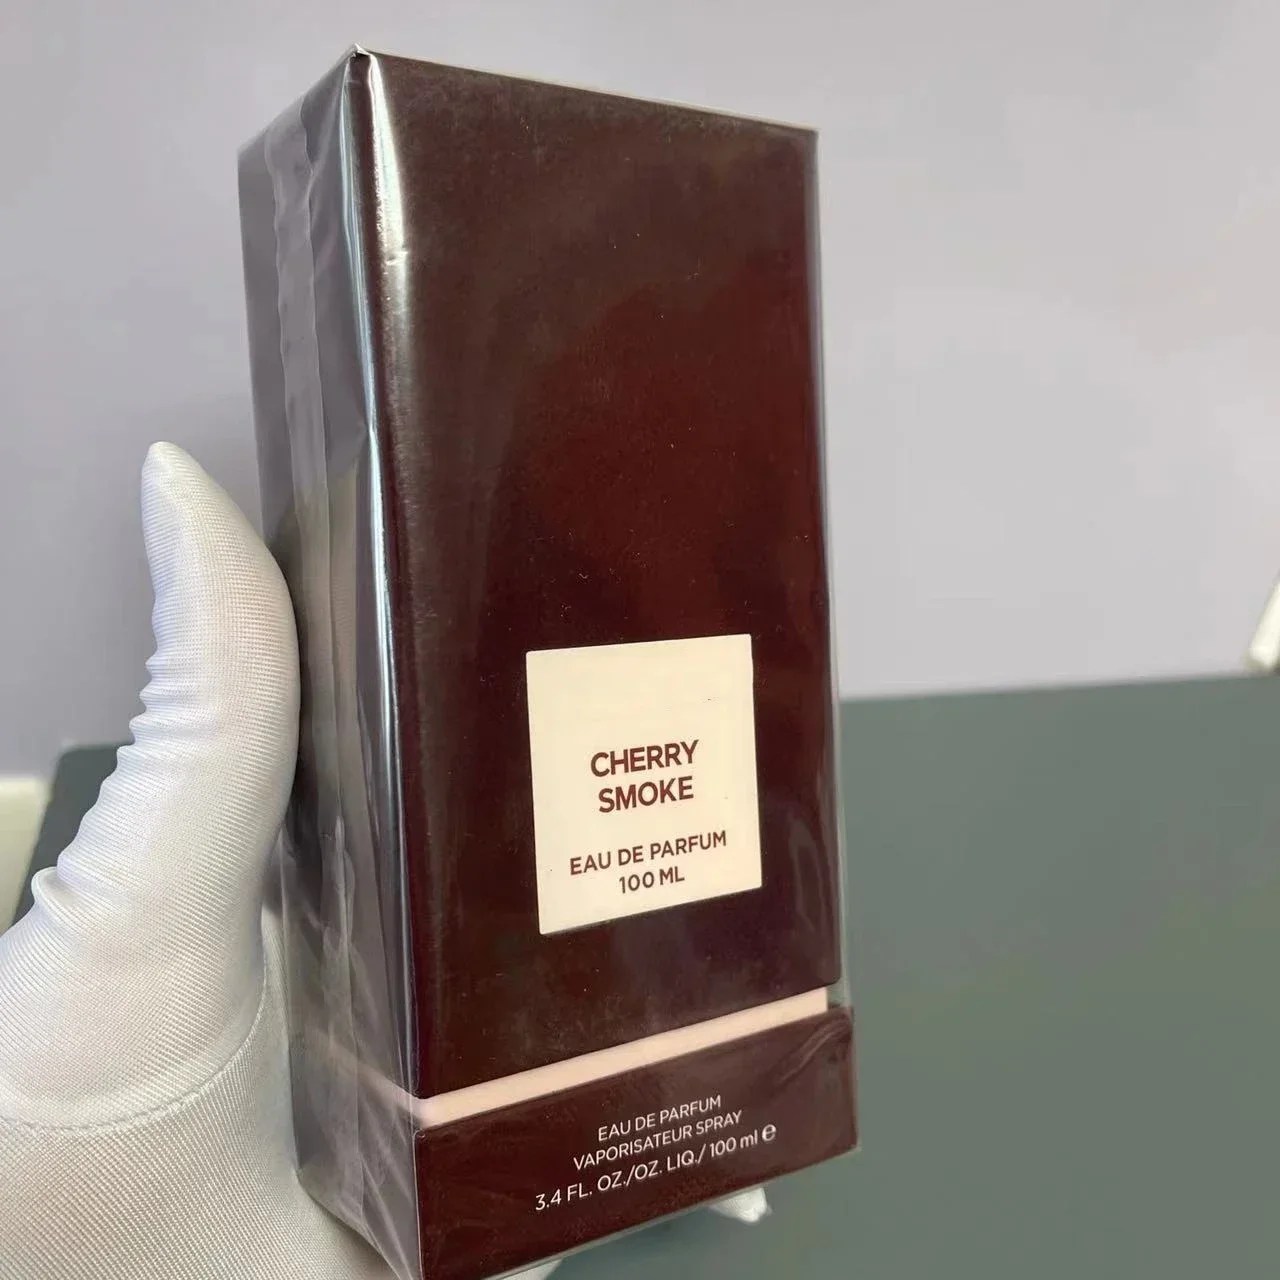 CHERRY
SMOKE
EAU DE PARFUM
100 ML
EAU DE PARFUM
VAPORISATEUR SPRAY
3.4 FL. OZ./OZ. LIQ./ 100 ml ℮